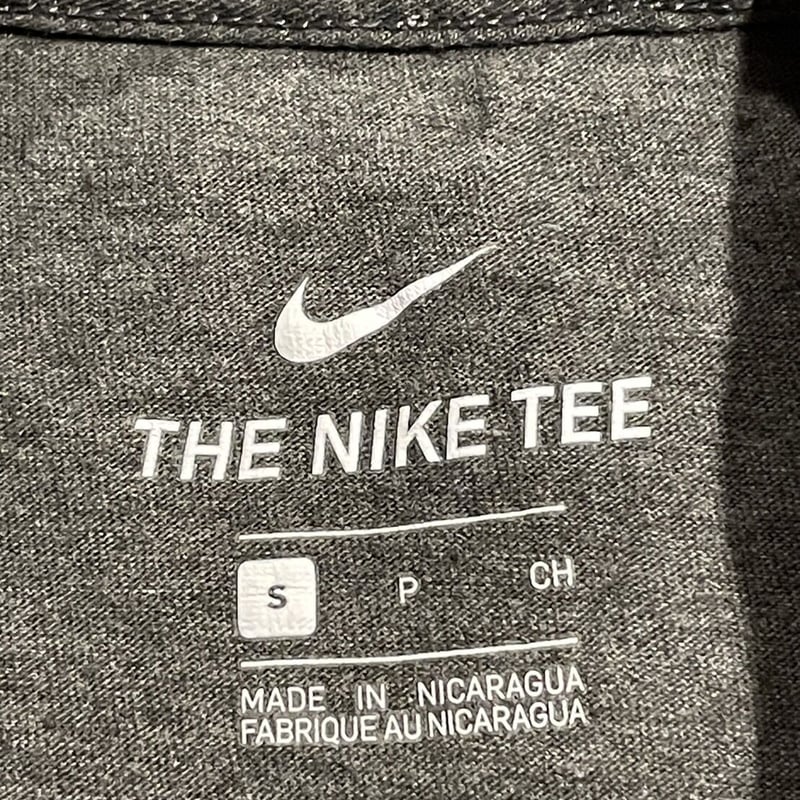 THE NIKE TEE
S P CH
MADE IN NICARAGUA
FABRIQUE AU NICARAGUA